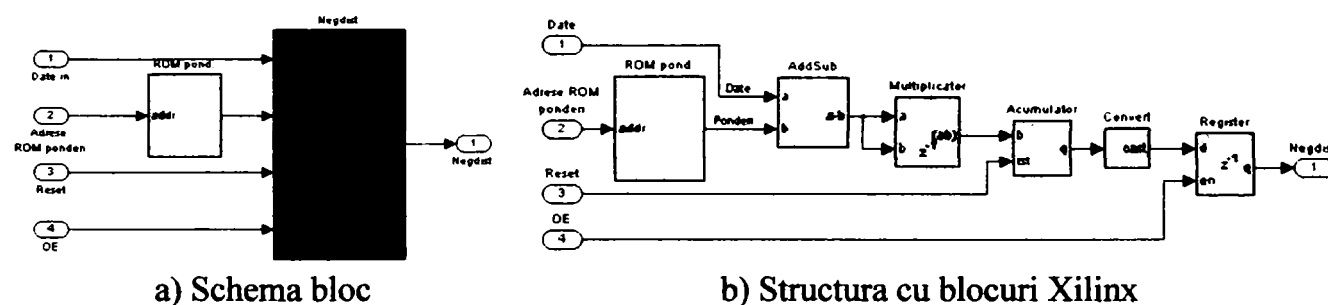 Negdist
1
Date in
ROM pond
addr
2
Adrese
ROM ponden
3
Reset
4
OE
1
Negdist
a) Schema bloc
Date
1
Adrese ROM
ponden
2
ROM pond
addr
Date
Ponden
AddSub
a
b
a-b
Multiplicator
a
b
(ab)
Acumulator
b
rst
q
Convert
cast
Register
d
en
q
Negdist
1
Reset
3
OE
4
b) Structura cu blocuri Xilinx